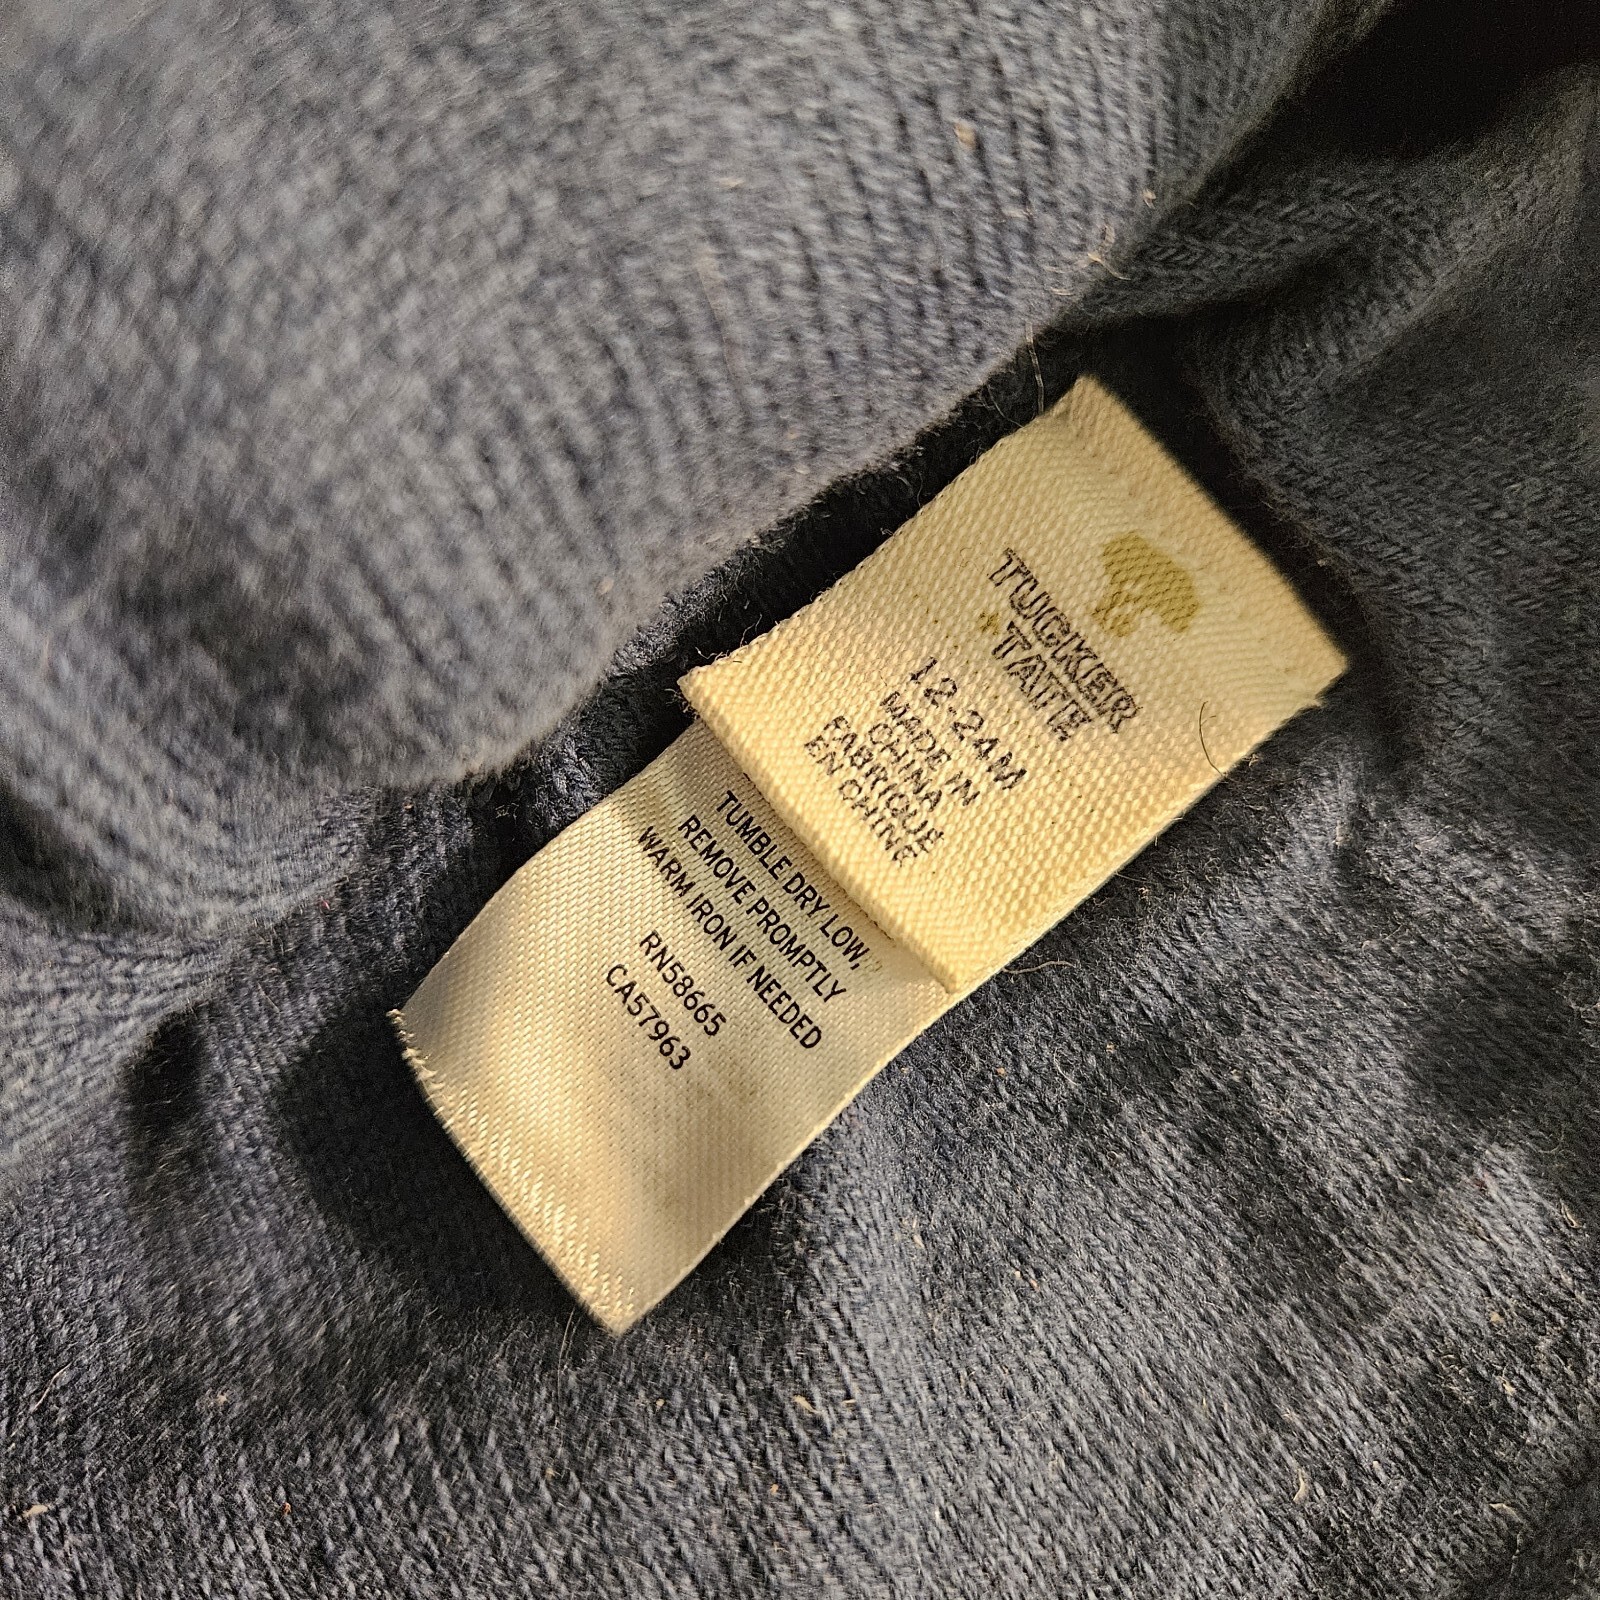 TUCKER
+TATE
12-24M
MADE IN
CHINA
FABRIQUÉ
EN CHINE
TUMBLE DRY LOW,
REMOVE PROMPTLY
WARM IRON IF NEEDED
RN58665
CA57963